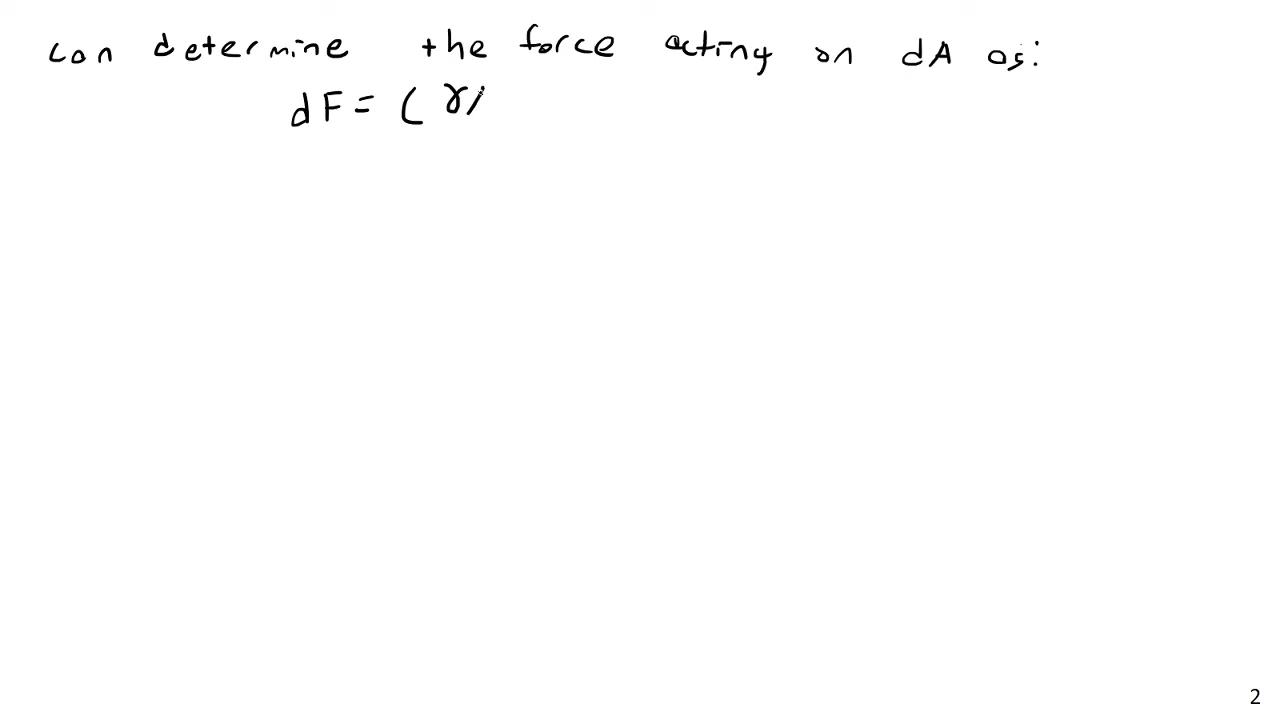 can determine the force acting on dA as:
dF = ( γ
2